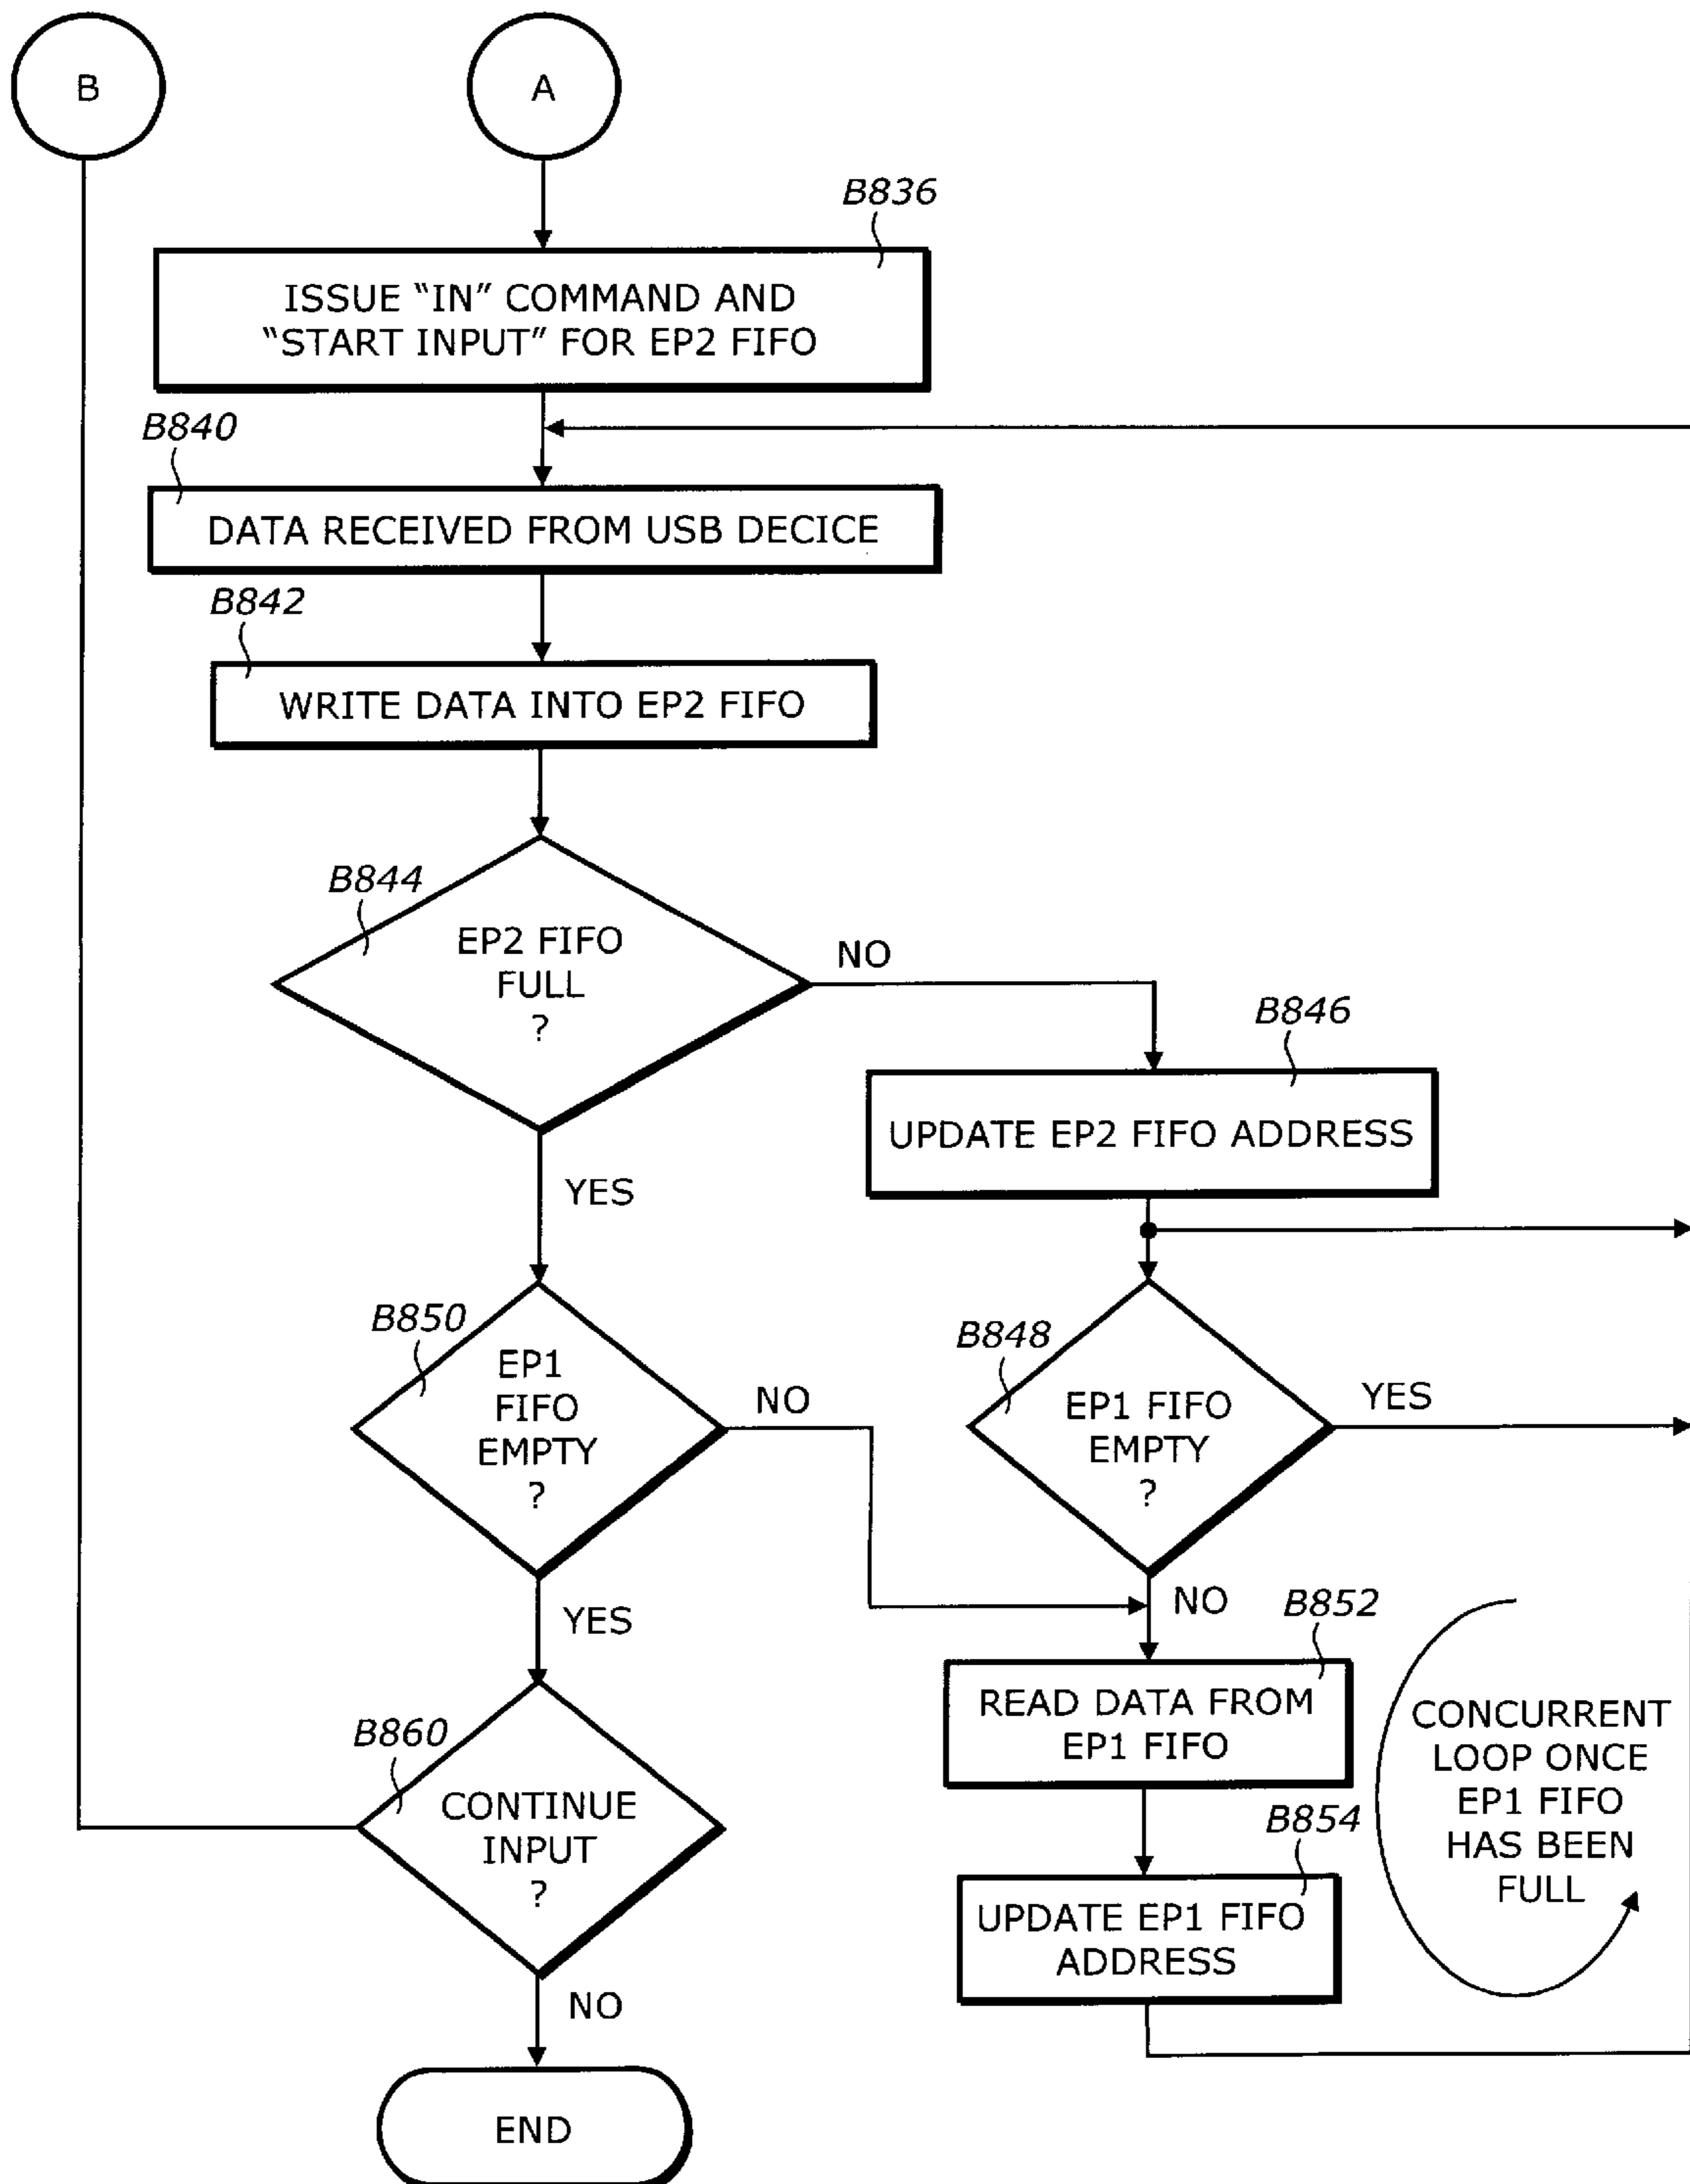 B
A
B836
ISSUE “IN” COMMAND AND
“START INPUT” FOR EP2 FIFO
B840
DATA RECEIVED FROM USB DECICE
B842
WRITE DATA INTO EP2 FIFO
B844
EP2 FIFO
FULL
?
NO
B846
UPDATE EP2 FIFO ADDRESS
YES
B850
EP1
FIFO
EMPTY
?
NO
B848
EP1 FIFO
EMPTY
?
YES
YES
NO
B852
READ DATA FROM
EP1 FIFO
CONCURRENT
LOOP ONCE
EP1 FIFO
HAS BEEN
FULL
B860
CONTINUE
INPUT
?
B854
UPDATE EP1 FIFO
ADDRESS
NO
END